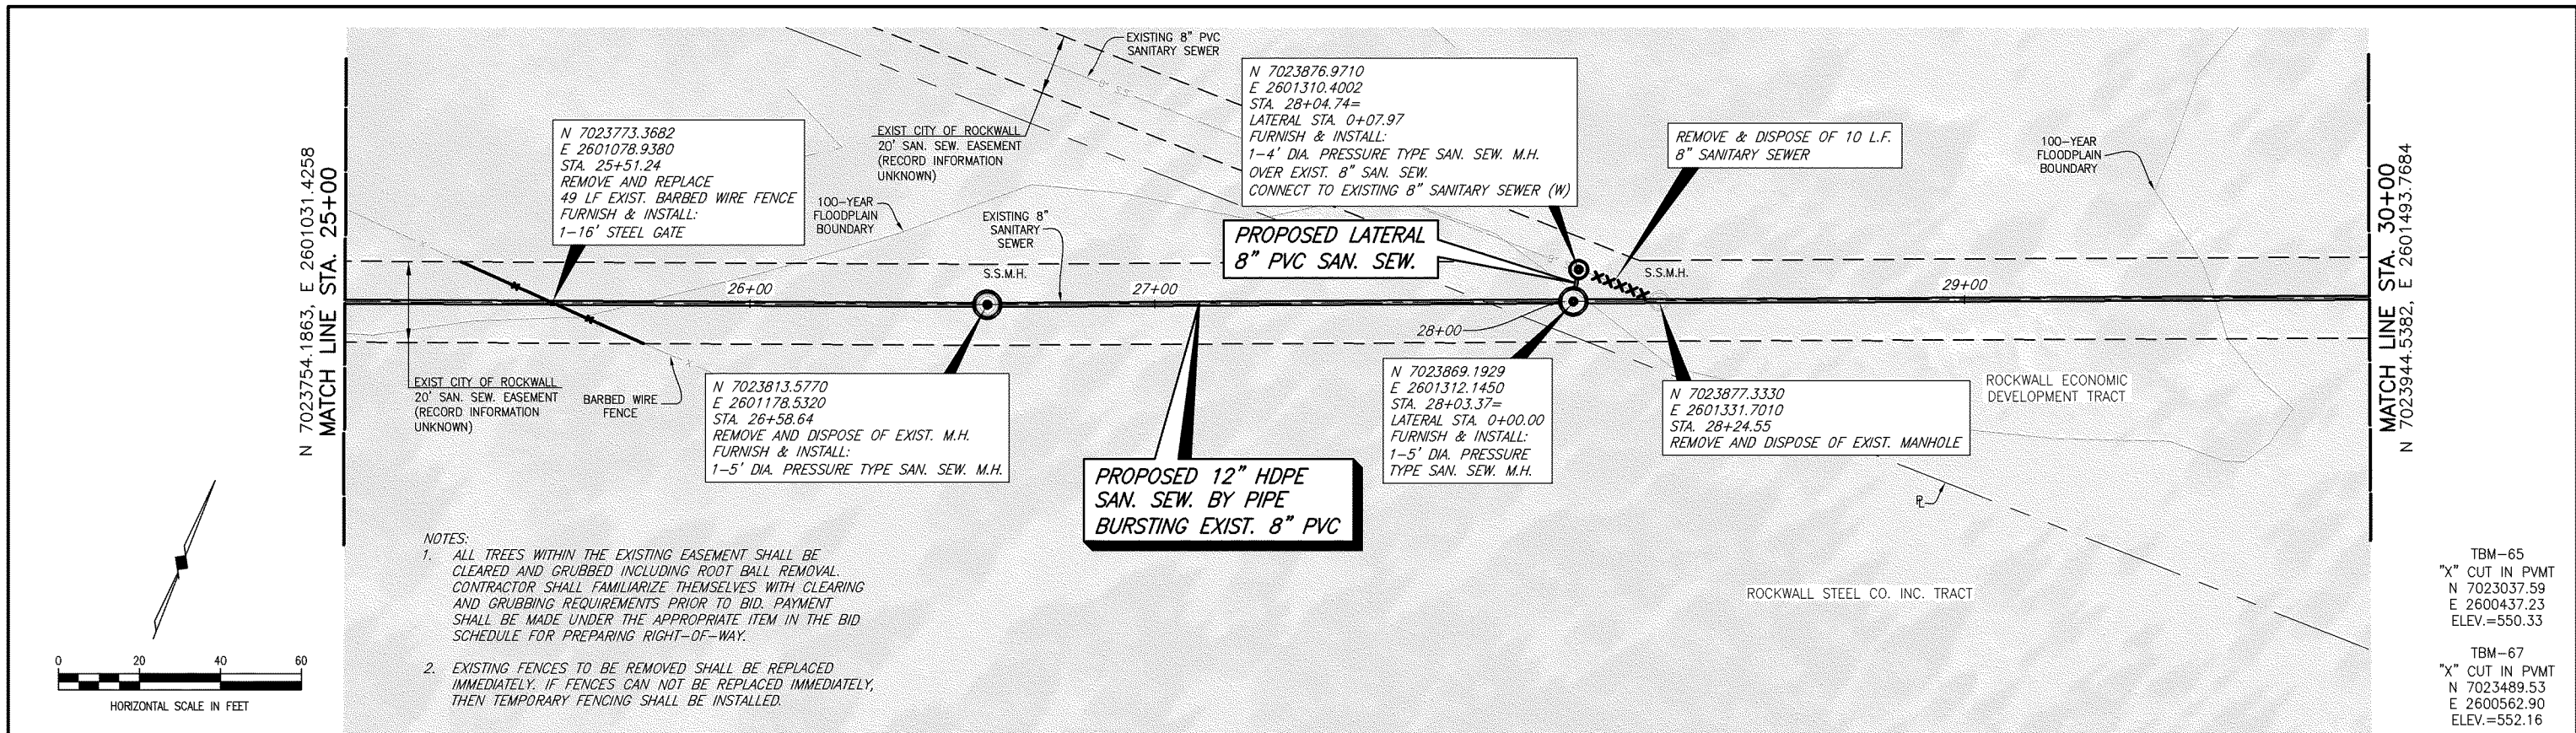 N 7023754.1863, E 2601031.4258
MATCH LINE STA. 25+00
EXISTING 8" PVC
SANITARY SEWER
8" S.S.
EXIST CITY OF ROCKWALL
20' SAN. SEW. EASEMENT
(RECORD INFORMATION
UNKNOWN)
N 7023773.3682
E 2601078.9380
STA. 25+51.24
REMOVE AND REPLACE
49 LF EXIST. BARBED WIRE FENCE
FURNISH & INSTALL:
1-16' STEEL GATE
100-YEAR
FLOODPLAIN
BOUNDARY
EXISTING 8"
SANITARY
SEWER
S.S.M.H.
N 7023876.9710
E 2601310.4002
STA. 28+04.74=
LATERAL STA. 0+07.97
FURNISH & INSTALL:
1-4' DIA. PRESSURE TYPE SAN. SEW. M.H.
OVER EXIST. 8" SAN. SEW.
CONNECT TO EXISTING 8" SANITARY SEWER (W)
REMOVE & DISPOSE OF 10 L.F.
8" SANITARY SEWER
100-YEAR
FLOODPLAIN
BOUNDARY
PROPOSED LATERAL
8" PVC SAN. SEW.
S.S.M.H.
26+00
27+00
28+00
29+00
MATCH LINE STA. 30+00
N 7023944.5382, E 2601493.7684
EXIST CITY OF ROCKWALL
20' SAN. SEW. EASEMENT
(RECORD INFORMATION
UNKNOWN)
BARBED WIRE
FENCE
N 7023813.5770
E 2601178.5320
STA. 26+58.64
REMOVE AND DISPOSE OF EXIST. M.H.
FURNISH & INSTALL:
1-5' DIA. PRESSURE TYPE SAN. SEW. M.H.
PROPOSED 12" HDPE
SAN. SEW. BY PIPE
BURSTING EXIST. 8" PVC
N 7023869.1929
E 2601312.1450
STA. 28+03.37=
LATERAL STA. 0+00.00
FURNISH & INSTALL:
1-5' DIA. PRESSURE
TYPE SAN. SEW. M.H.
N 7023877.3330
E 2601331.7010
STA. 28+24.55
REMOVE AND DISPOSE OF EXIST. MANHOLE
ROCKWALL ECONOMIC
DEVELOPMENT TRACT
PL
ROCKWALL STEEL CO. INC. TRACT
NOTES:
1. ALL TREES WITHIN THE EXISTING EASEMENT SHALL BE
CLEARED AND GRUBBED INCLUDING ROOT BALL REMOVAL.
CONTRACTOR SHALL FAMILIARIZE THEMSELVES WITH CLEARING
AND GRUBBING REQUIREMENTS PRIOR TO BID. PAYMENT
SHALL BE MADE UNDER THE APPROPRIATE ITEM IN THE BID
SCHEDULE FOR PREPARING RIGHT-OF-WAY.
2. EXISTING FENCES TO BE REMOVED SHALL BE REPLACED
IMMEDIATELY. IF FENCES CAN NOT BE REPLACED IMMEDIATELY,
THEN TEMPORARY FENCING SHALL BE INSTALLED.
0 20 40 60
HORIZONTAL SCALE IN FEET
TBM-65
"X" CUT IN PVMT
N 7023037.59
E 2600437.23
ELEV.=550.33
TBM-67
"X" CUT IN PVMT
N 7023489.53
E 2600562.90
ELEV.=552.16